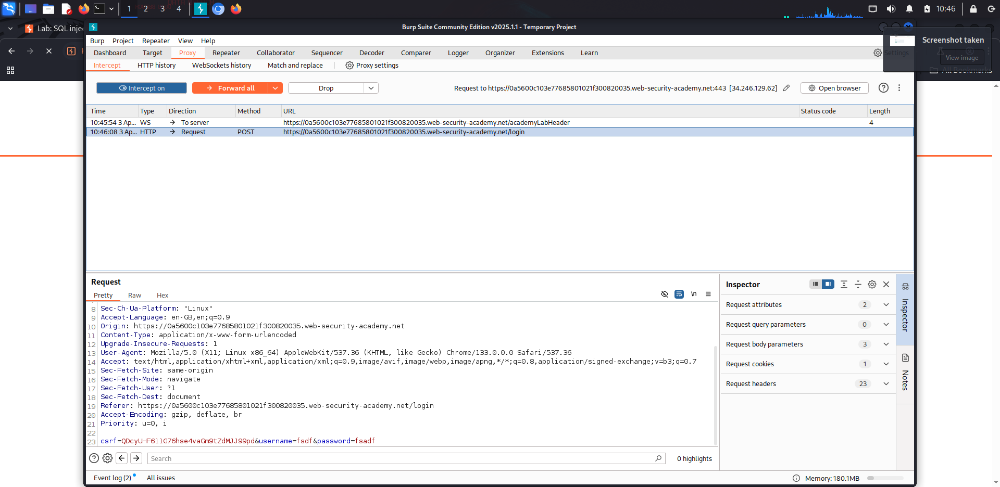 1 2 3 4 10:46
Lab: SQL inje
Burp Suite Community Edition v2025.1.1 - Temporary Project
Screenshot taken
View image
All Bookmarks
Burp Project Repeater View Help
Dashboard Target Proxy Repeater Collaborator Sequencer Decoder Comparer Logger Organizer Extensions Learn Settings
Intercept HTTP history WebSockets history Match and replace Proxy settings
Intercept on Forward all Drop Request to https://0a5600c103e77685801021f300820035.web-security-academy.net:443 [34.246.129.62] Open browser
Time Type Direction Method URL Status code Length
10:45:54 3 Ap... WS To server https://0a5600c103e77685801021f300820035.web-security-academy.net/academyLabHeader 4
10:46:08 3 Ap... HTTP Request POST https://0a5600c103e77685801021f300820035.web-security-academy.net/login
Request
Pretty Raw Hex
\n
8 Sec-Ch-Ua-Platform: "Linux"
9 Accept-Language: en-GB,en;q=0.9
10 Origin: https://0a5600c103e77685801021f300820035.web-security-academy.net
11 Content-Type: application/x-www-form-urlencoded
12 Upgrade-Insecure-Requests: 1
13 User-Agent: Mozilla/5.0 (X11; Linux x86_64) AppleWebKit/537.36 (KHTML, like Gecko) Chrome/133.0.0.0 Safari/537.36
14 Accept: text/html,application/xhtml+xml,application/xml;q=0.9,image/avif,image/webp,image/apng,*/*;q=0.8,application/signed-exchange;v=b3;q=0.7
15 Sec-Fetch-Site: same-origin
16 Sec-Fetch-Mode: navigate
17 Sec-Fetch-User: ?1
18 Sec-Fetch-Dest: document
19 Referer: https://0a5600c103e77685801021f300820035.web-security-academy.net/login
20 Accept-Encoding: gzip, deflate, br
21 Priority: u=0, i
22
23 csrf=QDcyUHF611G76hse4vaGm9tZdMJJ99pd&username=fsdf&password=fsadf
Search 0 highlights
Inspector
Request attributes 2
Request query parameters 0
Request body parameters 3
Request cookies 1
Request headers 23
Inspector
Notes
Event log (2) All issues Memory: 180.1MB